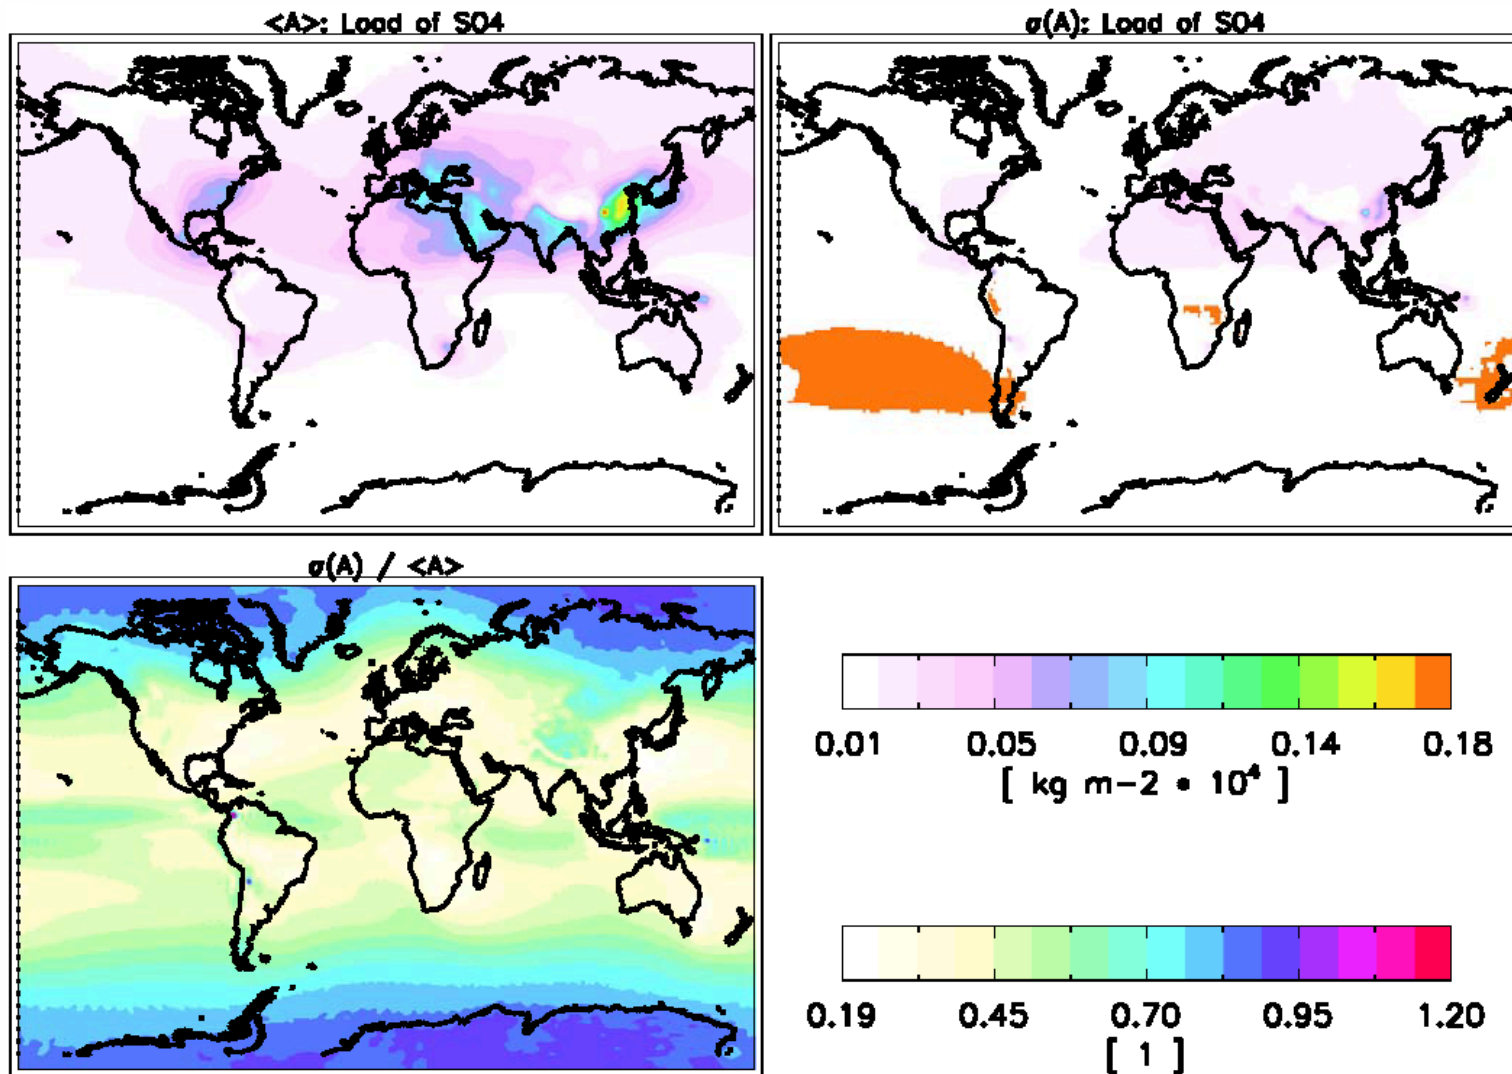 <A>: Load of SO4
σ(A): Load of SO4
σ(A) / <A>
0.01 0.05 0.09 0.14 0.18
[ kg m-2 * 10⁴ ]
0.19 0.45 0.70 0.95 1.20
[ 1 ]